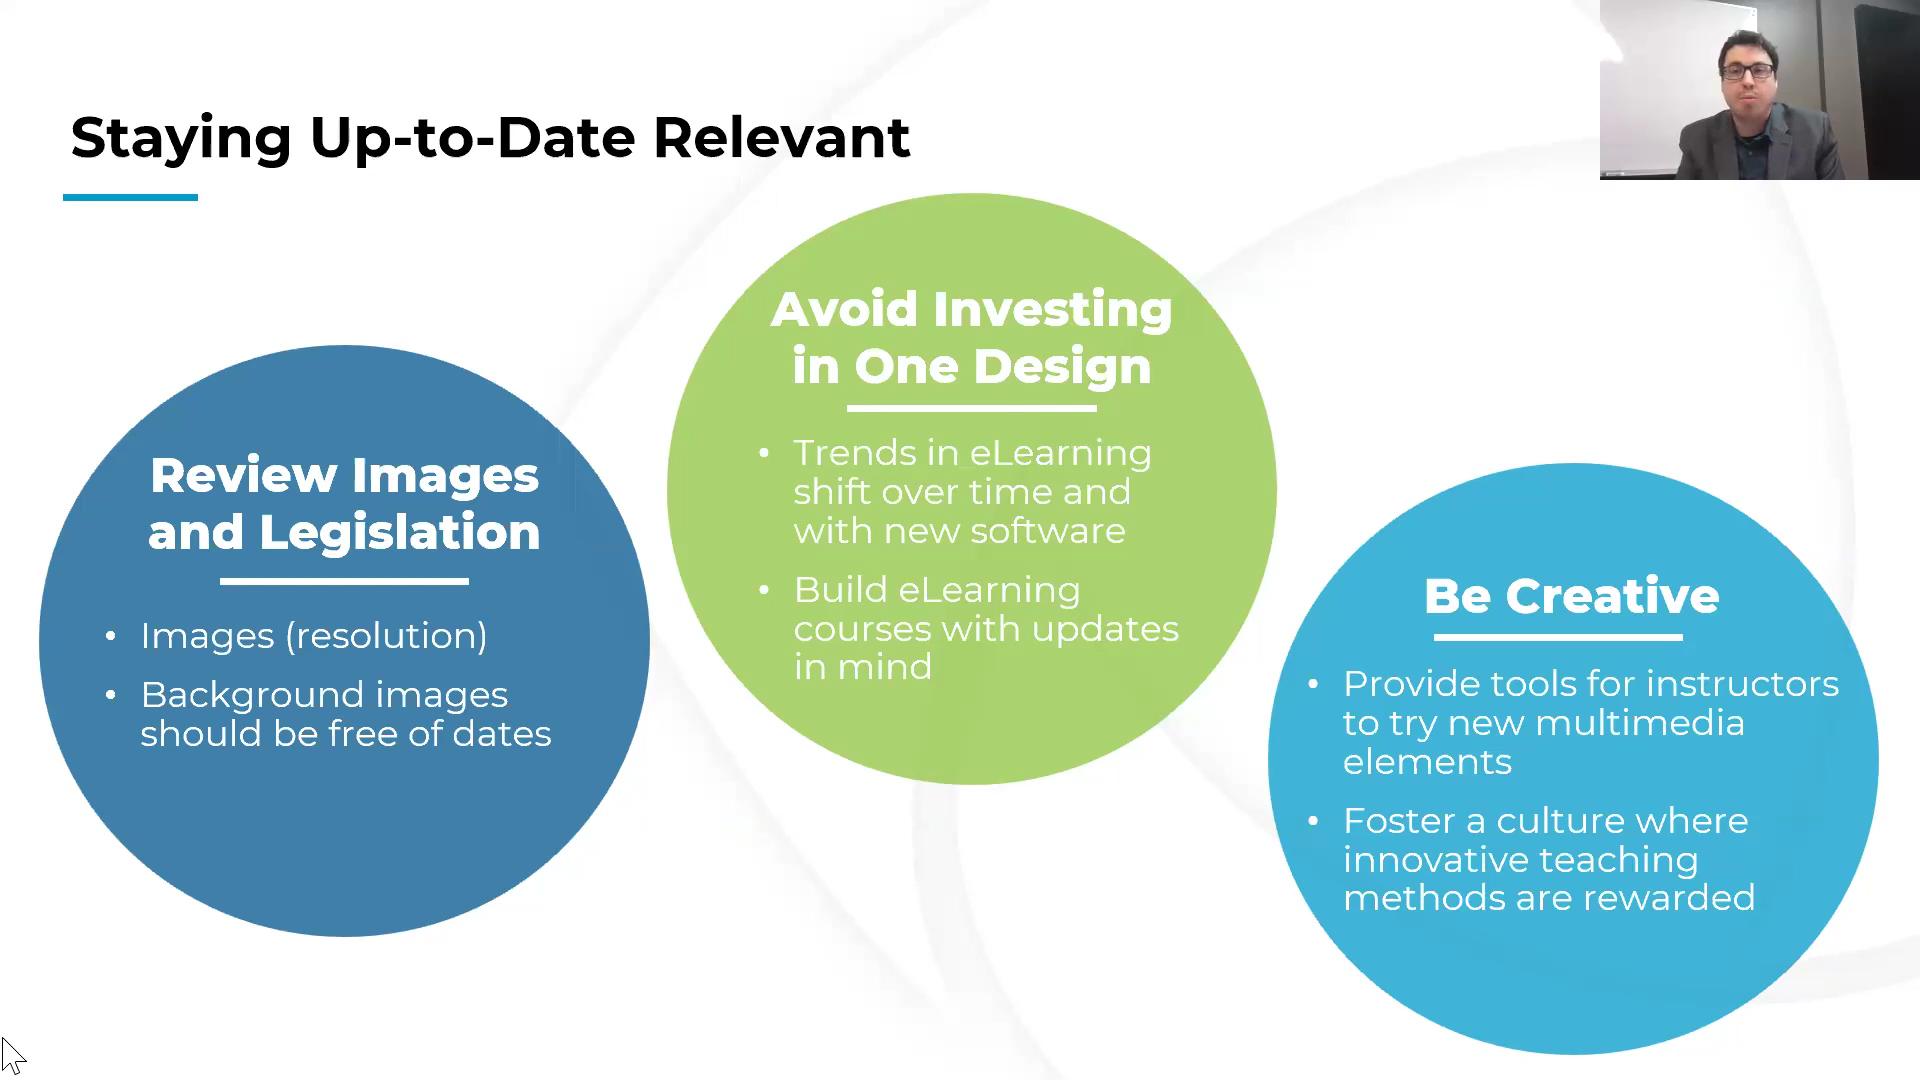 Staying Up-to-Date Relevant
Review Images
and Legislation
• Images (resolution)
• Background images
should be free of dates
Avoid Investing
in One Design
• Trends in eLearning
shift over time and
with new software
• Build eLearning
courses with updates
in mind
Be Creative
• Provide tools for instructors
to try new multimedia
elements
• Foster a culture where
innovative teaching
methods are rewarded